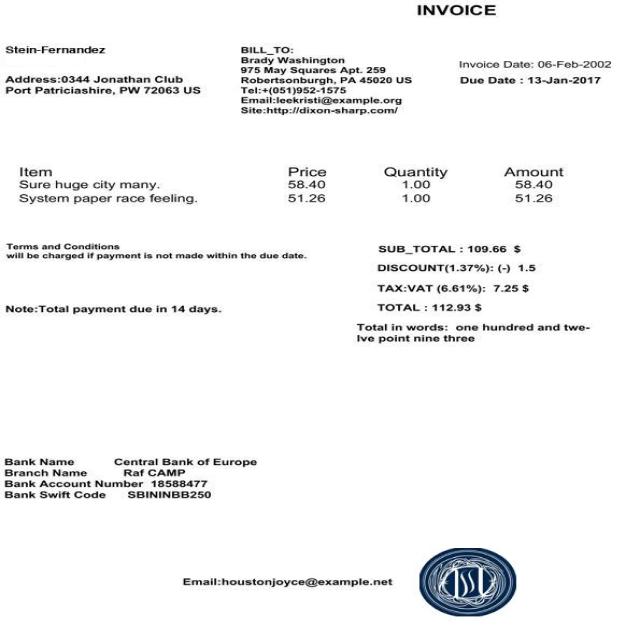 INVOICE
Stein-Fernandez
Address:0344 Jonathan Club
Port Patriciashire, PW 72063 US
BILL_TO:
Brady Washington
975 May Squares Apt. 259
Robertsonburgh, PA 45020 US
Tel:+(051)952-1575
Email:leekristi@example.org
Site:http://dixon-sharp.com/
Invoice Date: 06-Feb-2002
Due Date : 13-Jan-2017
Item Price Quantity Amount
Sure huge city many. 58.40 1.00 58.40
System paper race feeling. 51.26 1.00 51.26
Terms and Conditions
will be charged if payment is not made within the due date.
Note:Total payment due in 14 days.
SUB_TOTAL : 109.66 $
DISCOUNT(1.37%): (-) 1.5
TAX:VAT (6.61%): 7.25 $
TOTAL : 112.93 $
Total in words: one hundred and twe-
lve point nine three
Bank Name Central Bank of Europe
Branch Name Raf CAMP
Bank Account Number 18588477
Bank Swift Code SBININBB250
Email:houstonjoyce@example.net